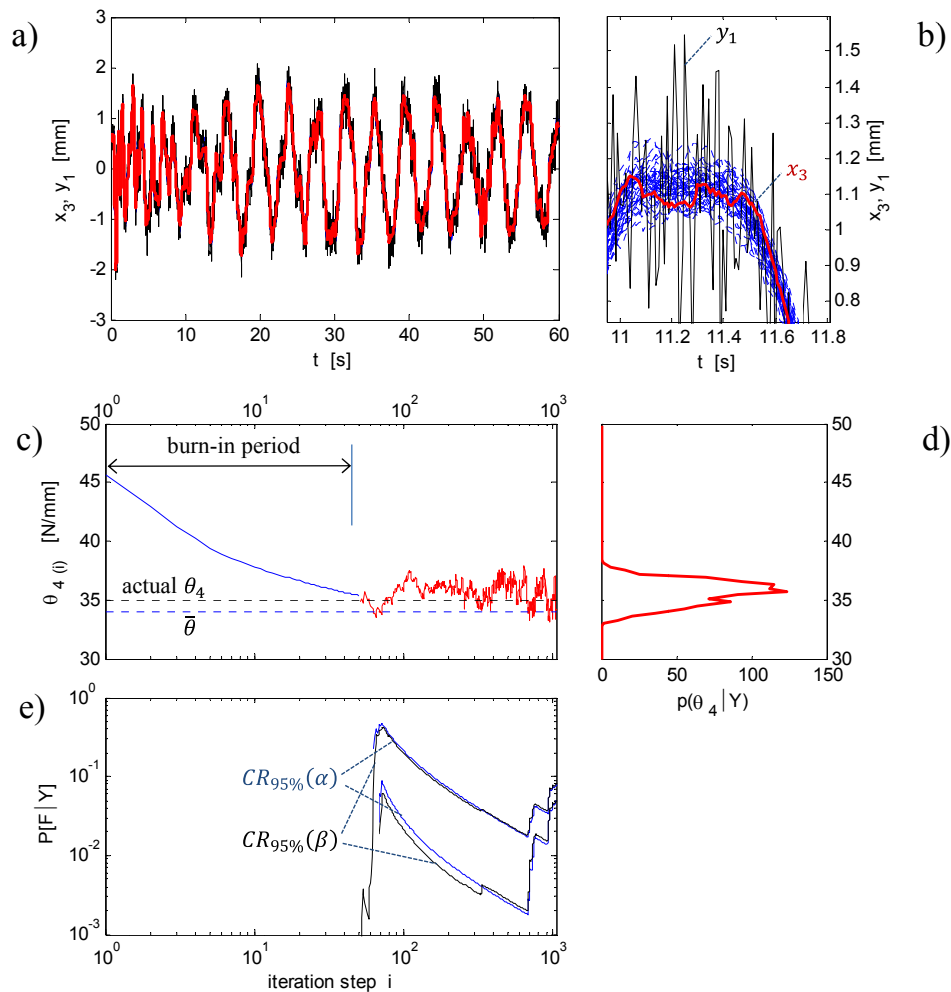 a)
3
2
1
0
-1
-2
-3
x3, y1 [mm]
0 10 20 30 40 50 60
t [s]
b)
y1
x3
1.5
1.4
1.3
1.2
1.1
1
0.9
0.8
x3, y1 [mm]
11 11.2 11.4 11.6 11.8
t [s]
c)
10^0 10^1 10^2 10^3
50
45
40
35
30
θ4 (i) [N/mm]
burn-in period
actual θ4
θ̄
d)
50
45
40
35
30
0 50 100 150
p(θ4|Y)
e)
10^0
10^-1
10^-2
10^-3
P[F|Y]
CR95%(α)
CR95%(β)
10^0 10^1 10^2 10^3
iteration step i